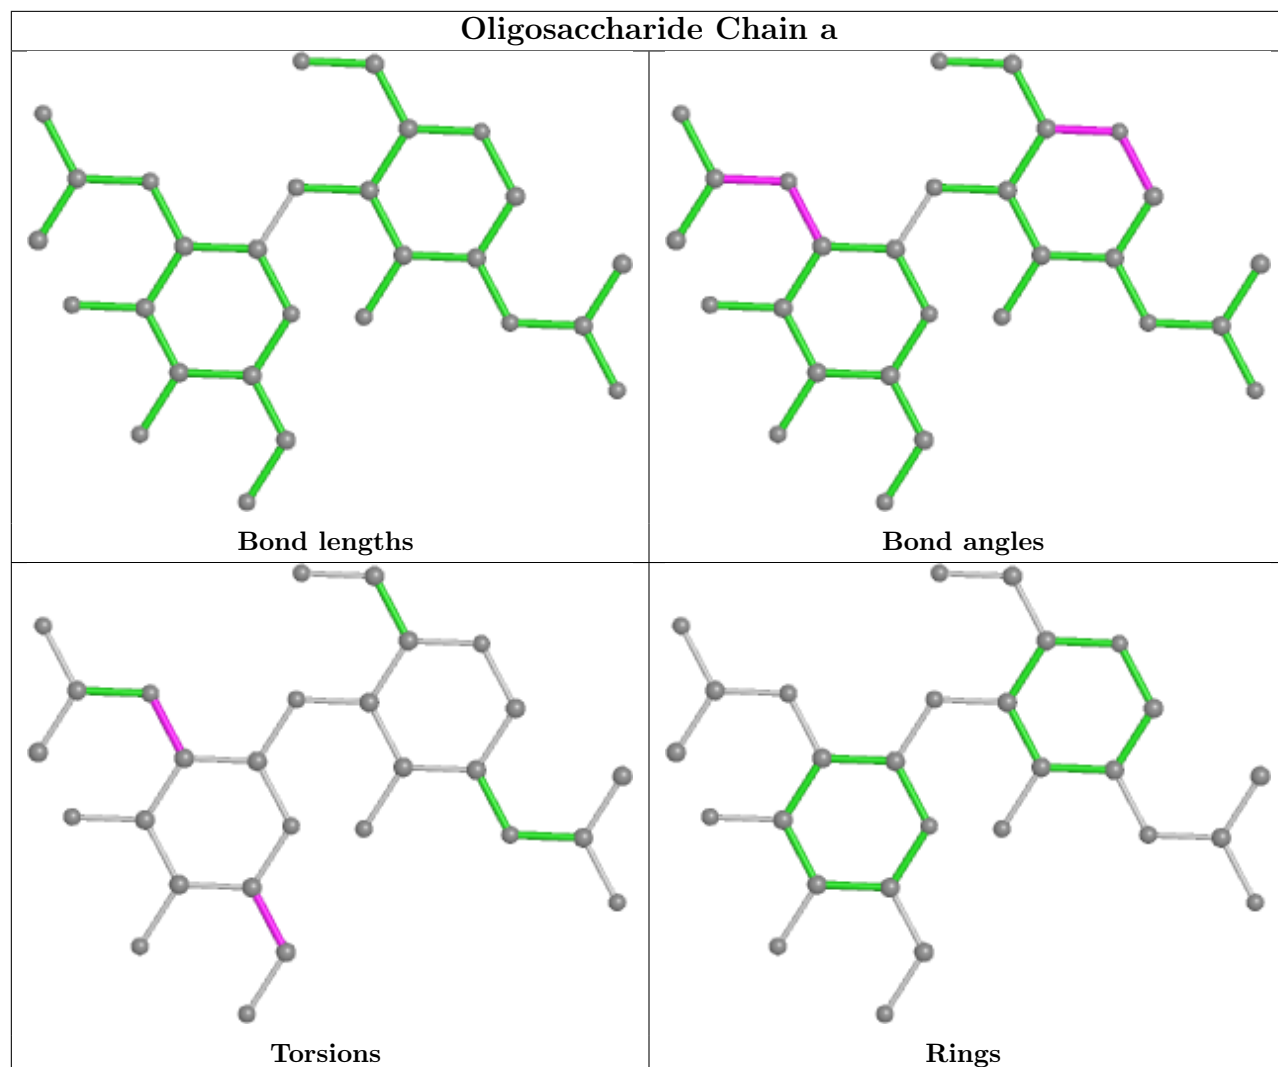 Oligosaccharide Chain a
Bond lengths
Bond angles
Torsions
Rings